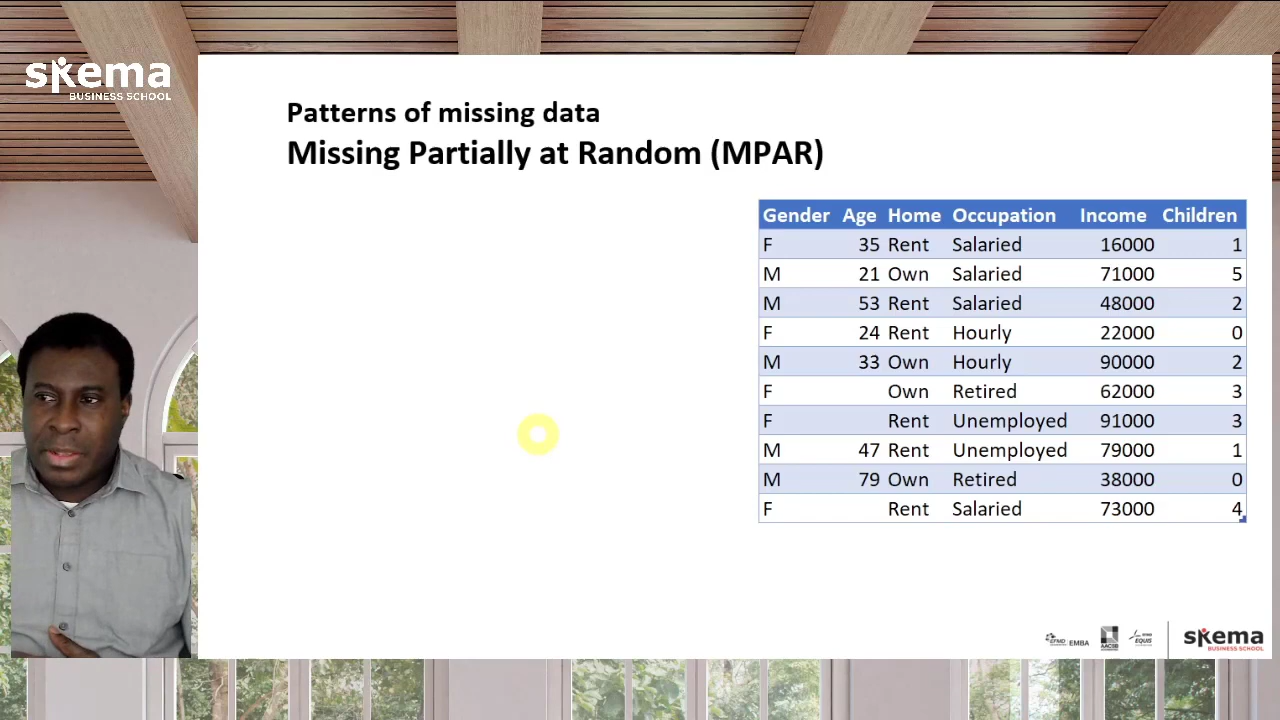 skema
BUSINESS SCHOOL
Patterns of missing data
Missing Partially at Random (MPAR)
Gender Age Home Occupation Income Children
F 35 Rent Salaried 16000 1
M 21 Own Salaried 71000 5
M 53 Rent Salaried 48000 2
F 24 Rent Hourly 22000 0
M 33 Own Hourly 90000 2
F Own Retired 62000 3
F Rent Unemployed 91000 3
M 47 Rent Unemployed 79000 1
M 79 Own Retired 38000 0
F Rent Salaried 73000 4
EFMD EMBA
AACSB
EQUIS
skema
BUSINESS SCHOOL